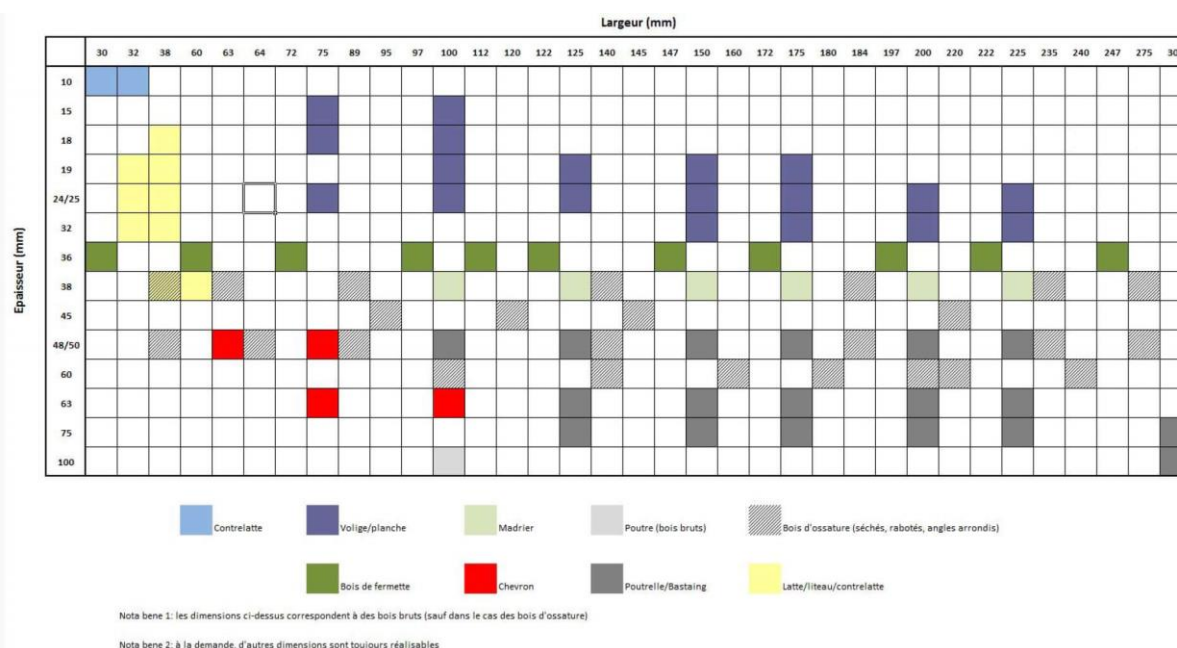 Largeur (mm)
30 32 38 60 63 64 72 75 89 95 97 100 112 120 122 125 140 145 147 150 160 172 175 180 184 197 200 220 222 225 235 240 247 275
Epaisseur (mm)
10
15
18
19
24/25
32
36
38
45
48/50
60
63
75
100
Contrelatte Volige/planche Madrier Poutre (bois bruts) Bois d'ossature (séchés, rabotés, angles arrondis)
Bois de fermette Chevron Poutrelle/Bastaing Latte/liteau/contrelatte
Nota bene 1: les dimensions ci-dessus correspondent à des bois bruts (sauf dans le cas des bois d'ossature)
Nota bene 2: à la demande, d'autres dimensions sont toujours réalisables